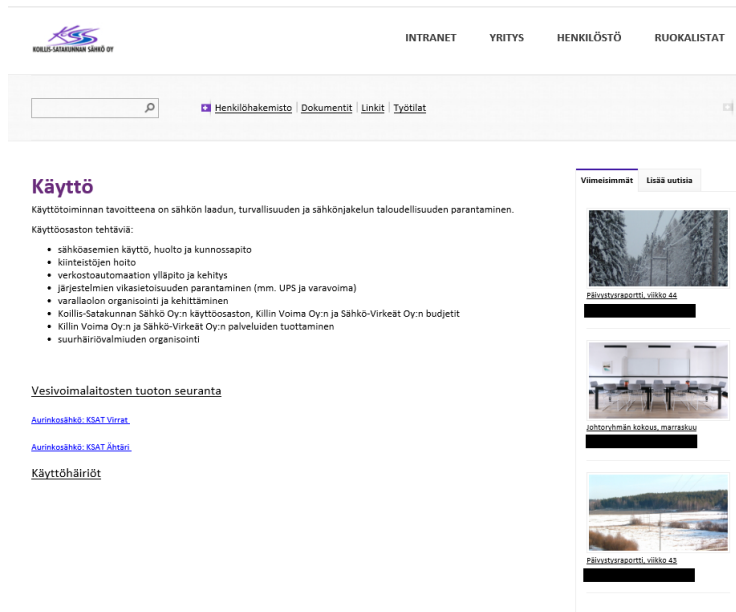 KSS
KOILLIS-SATAKUNNAN SÄHKÖ OY
INTRANET YRITYS HENKILÖSTÖ RUOKALISTAT
Henkilöhakemisto Dokumentit Linkit Työtilat
Käyttö
Käyttötoiminnan tavoitteena on sähkön laadun, turvallisuuden ja sähkönjakelun taloudellisuuden parantaminen.
Käyttöosaston tehtäviä:
• sähköasemien käyttö, huolto ja kunnossapito
• kiinteistöjen hoito
• verkostoautomaation ylläpito ja kehitys
• järjestelmien vikasietoisuuden parantaminen (mm. UPS ja varavoima)
• varallaolon organisointi ja kehittäminen
• Koillis-Satakunnan Sähkö Oy:n käyttöosaston, Killin Voima Oy:n ja Sähkö-Virkeät Oy:n budjetit
• Killin Voima Oy:n ja Sähkö-Virkeät Oy:n palveluiden tuottaminen
• suurhäiriövalmiuden organisointi
Vesivoimalaitosten tuoton seuranta
Aurinkosähkö: KSAT Virrat
Aurinkosähkö: KSAT Ähtäri
Käyttöhäiriöt
Viimeisimmät Lisää uutisia
Päivystysraportti, viikko 44
Johtoryhmän kokous, marraskuu
Päivystysraportti, viikko 43